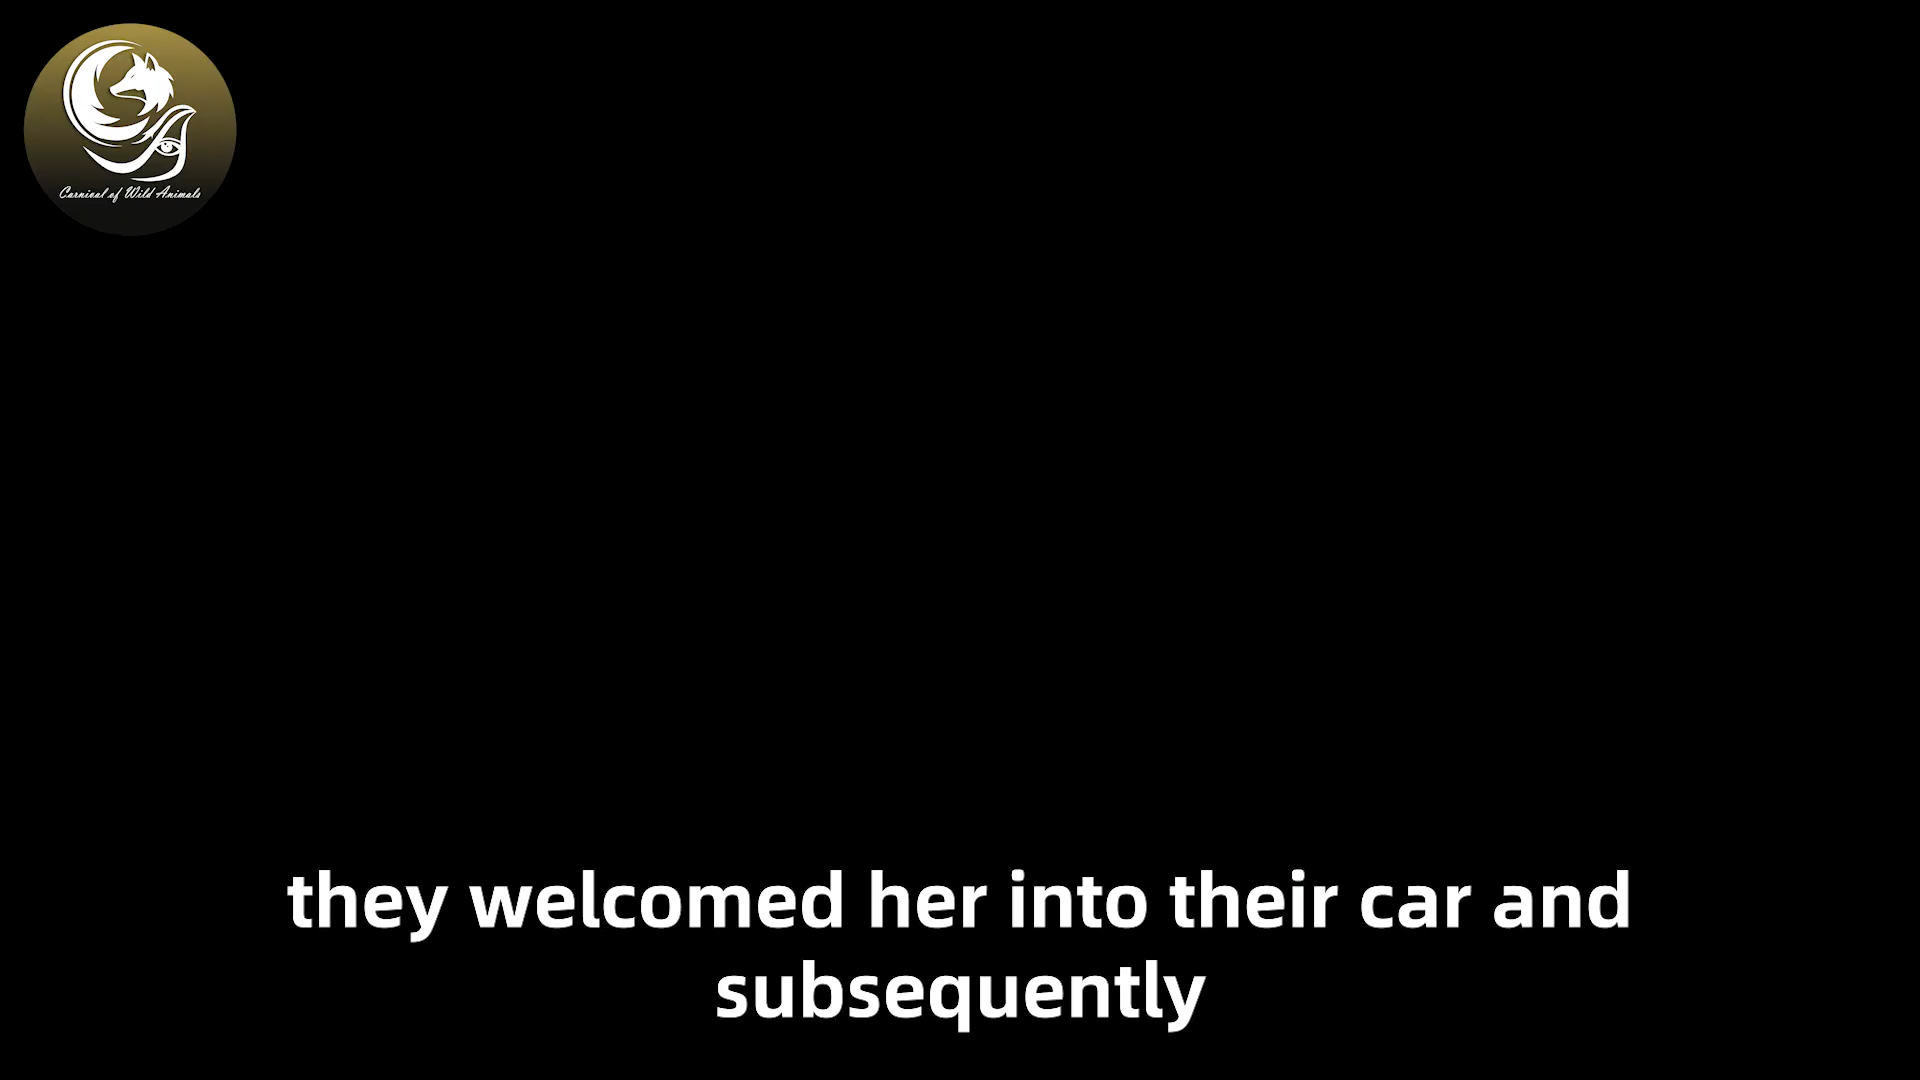 Carnival of Wild Animals
they welcomed her into their car and
subsequently